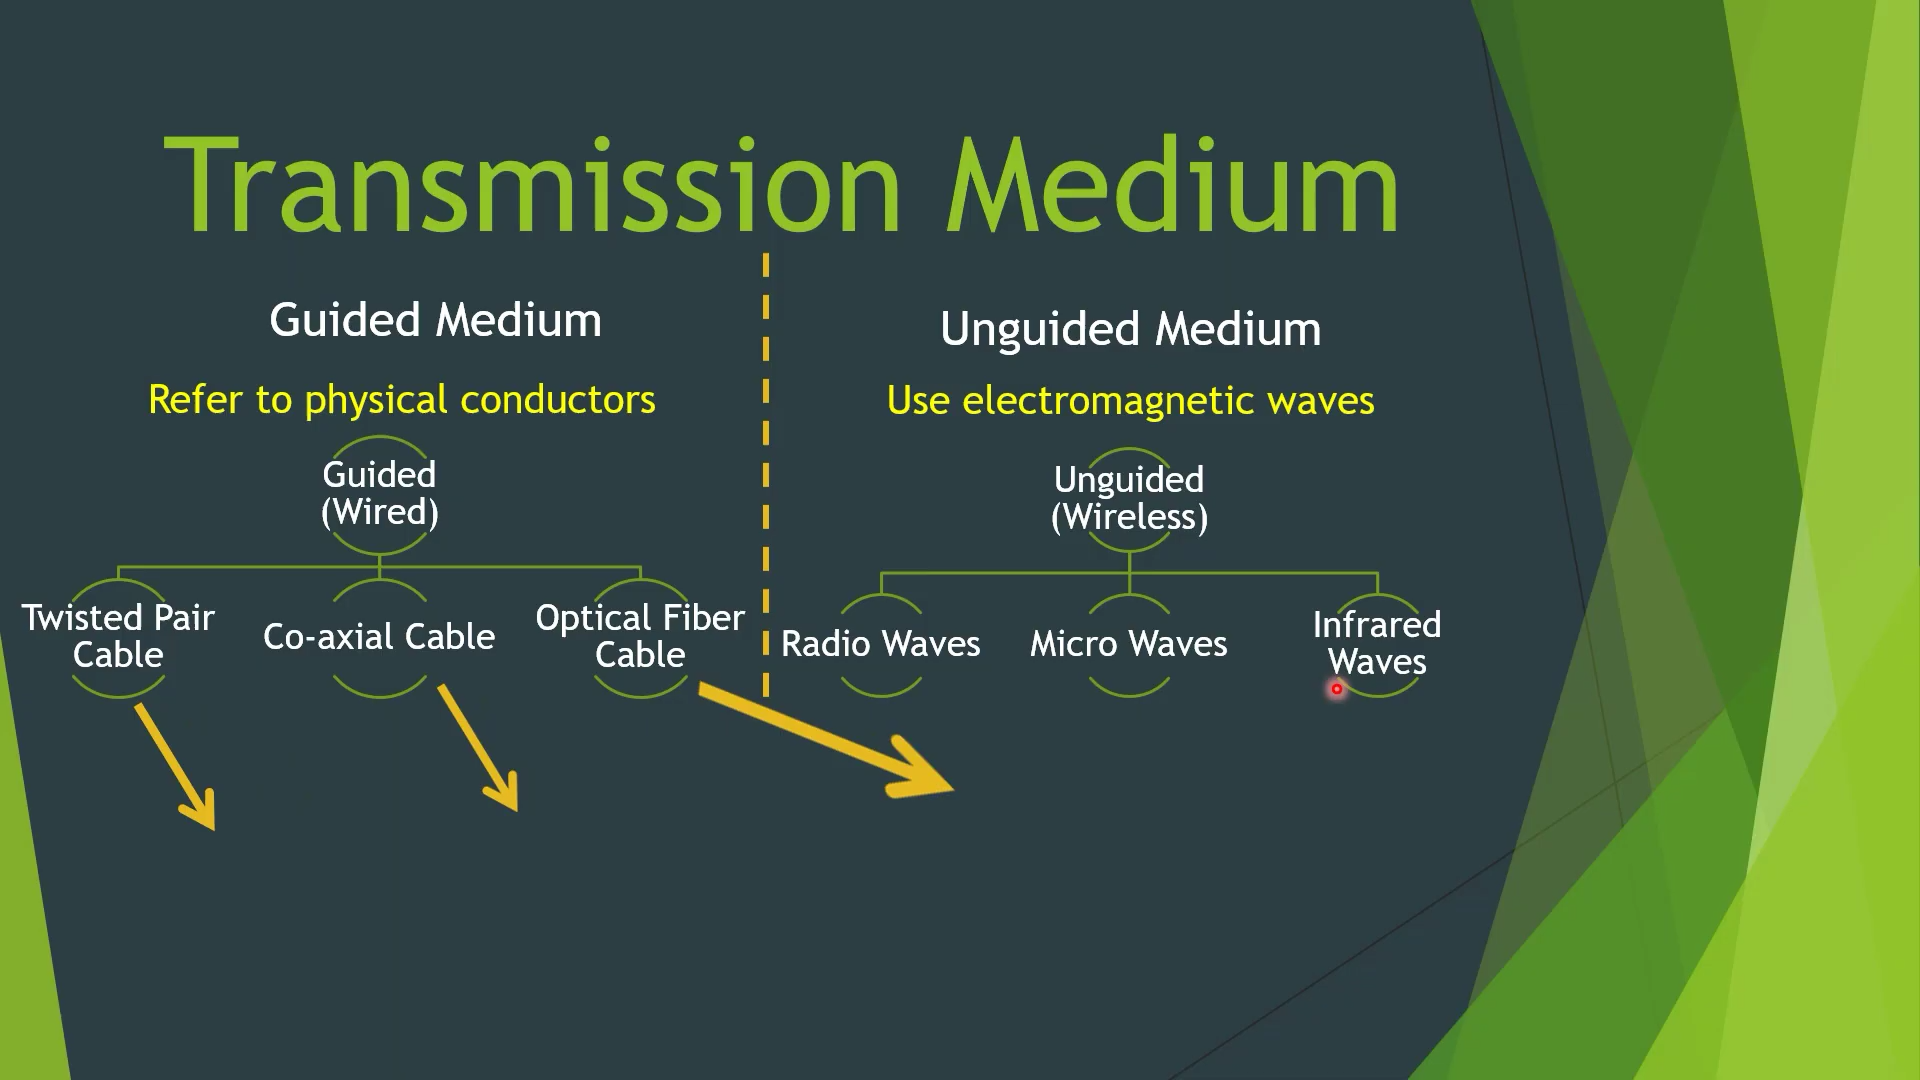 Transmission Medium
Guided Medium
Refer to physical conductors
Guided
(Wired)
Twisted Pair
Cable
Co-axial Cable
Optical Fiber
Cable
Unguided Medium
Use electromagnetic waves
Unguided
(Wireless)
Radio Waves
Micro Waves
Infrared
Waves